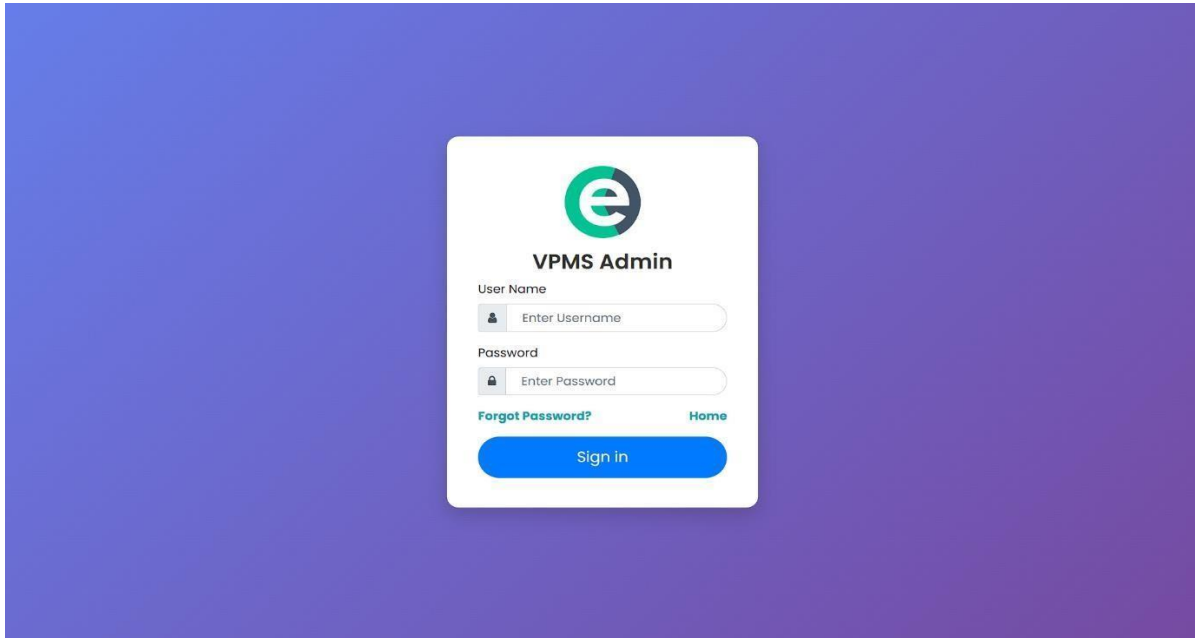 e
VPMS Admin
User Name
Enter Username
Password
Enter Password
Forgot Password? Home
Sign in